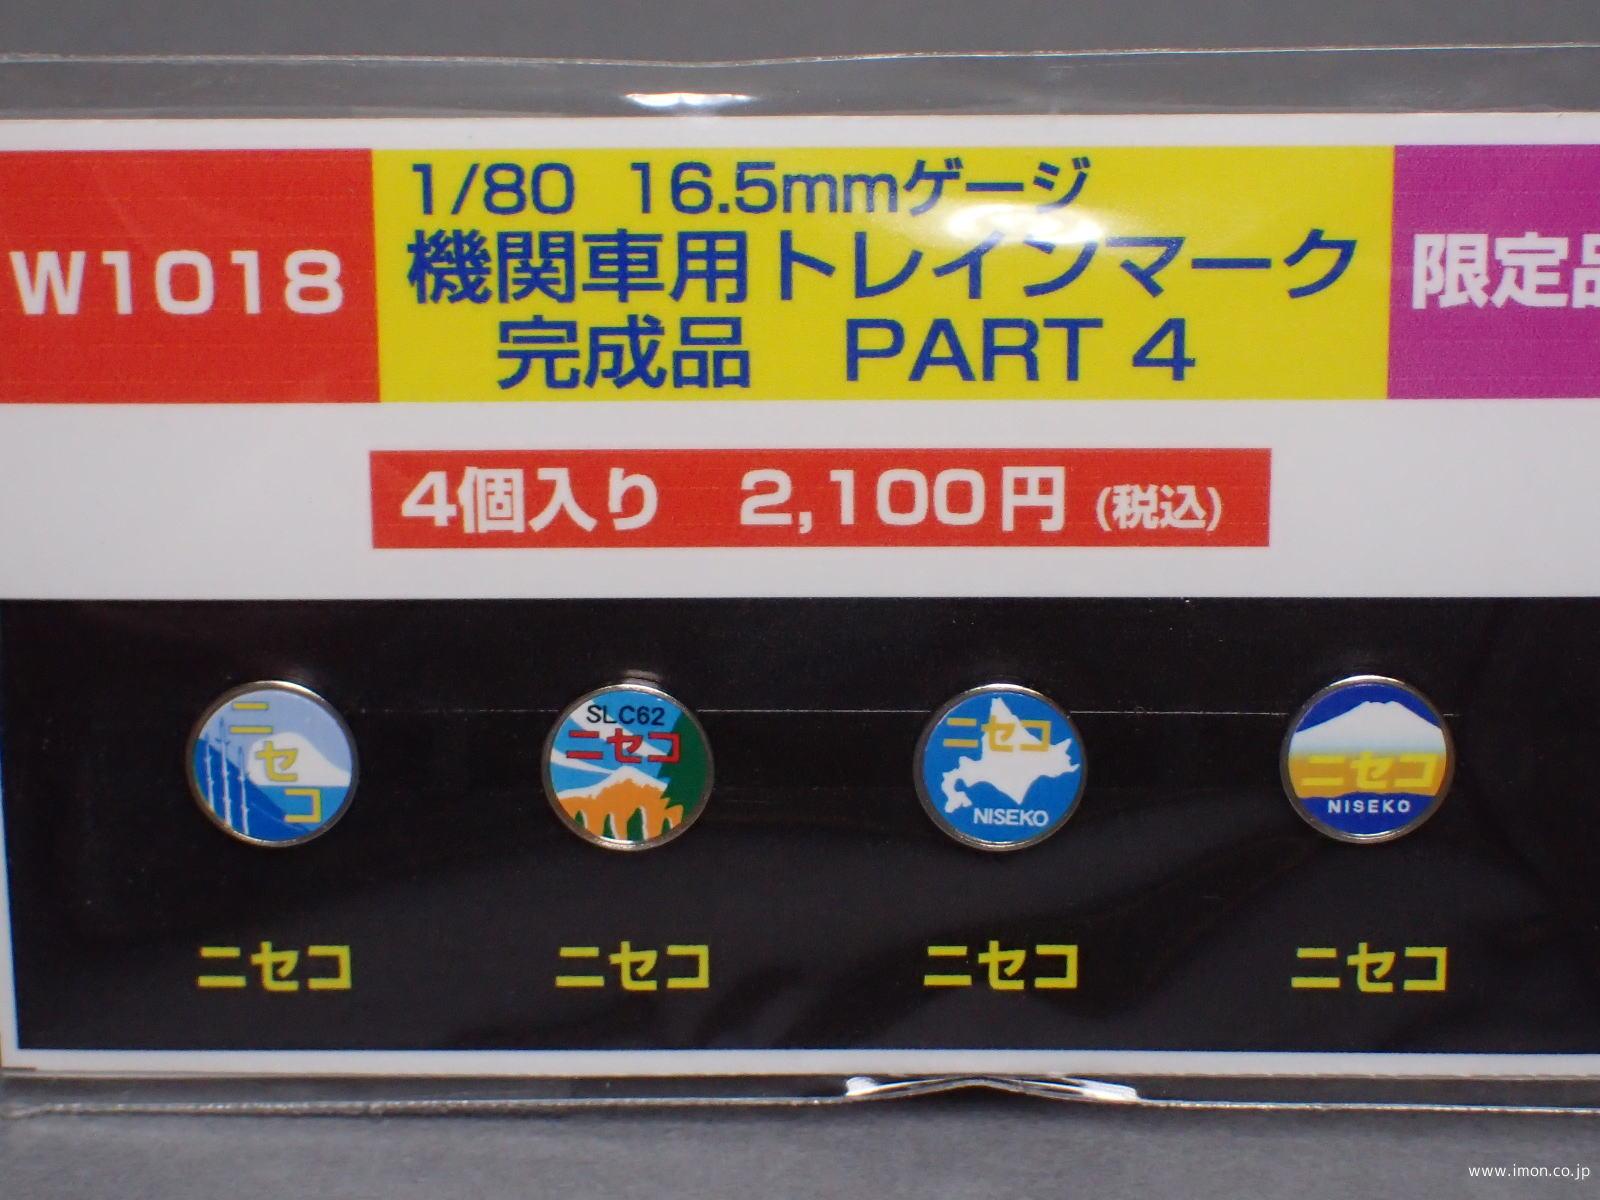 W1018
1/80 16.5mmゲージ
機関車用トレインマーク
完成品 PART 4
限定品
4個入り 2,100円 (税込)
ニセコ
SLC62
ニセコ
ニセコ
NISEKO
ニセコ
NISEKO
ニセコ ニセコ ニセコ ニセコ
www.imon.co.jp